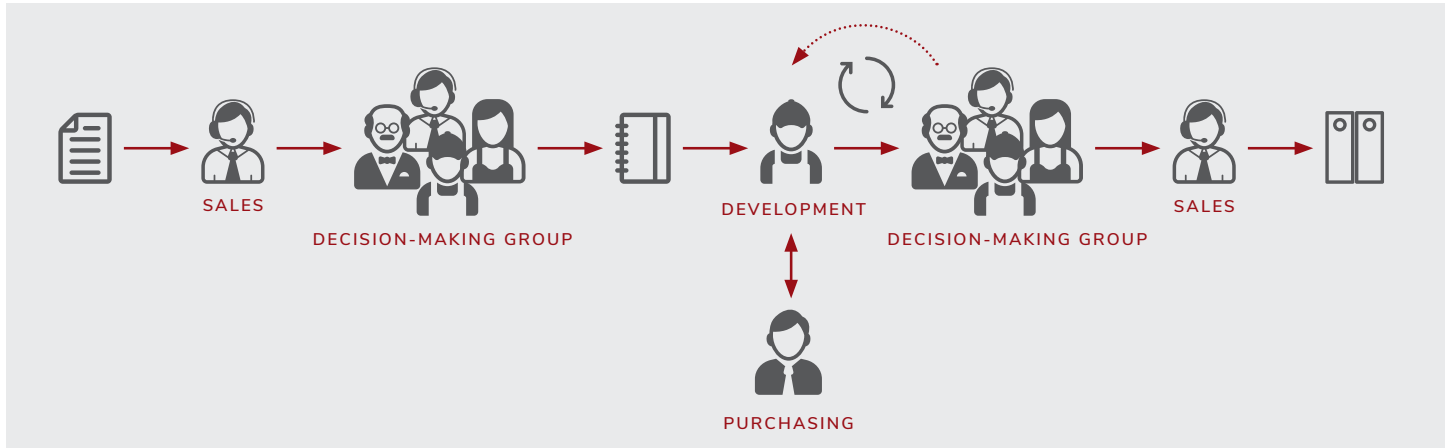 SALES
DECISION-MAKING GROUP
DEVELOPMENT
DECISION-MAKING GROUP
SALES
PURCHASING